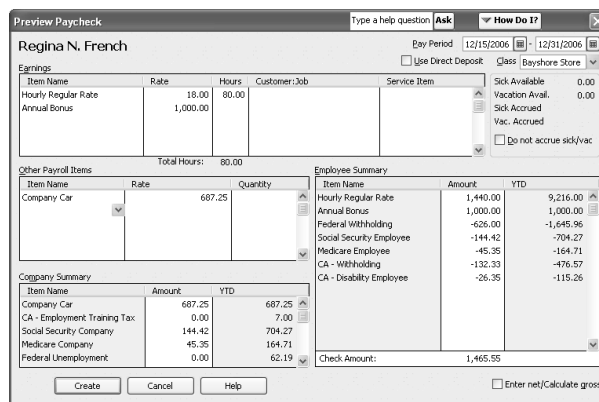 Preview Paycheck Type a help question Ask How Do I?
Regina N. French
Pay Period 12/15/2006 - 12/31/2006
Use Direct Deposit Class Bayshore Store
Earnings
Item Name Rate Hours Customer:Job Service Item
Hourly Regular Rate 18.00 80.00
Annual Bonus 1,000.00
Total Hours: 80.00
Sick Available 0.00
Vacation Avail. 0.00
Sick Accrued
Vac. Accrued
Do not accrue sick/vac
Other Payroll Items
Item Name Rate Quantity
Company Car 687.25
Employee Summary
Item Name Amount YTD
Hourly Regular Rate 1,440.00 9,216.00
Annual Bonus 1,000.00 1,000.00
Federal Withholding -626.00 -1,645.96
Social Security Employee -144.42 -704.27
Medicare Employee -45.35 -164.71
CA - Withholding -132.33 -476.57
CA - Disability Employee -26.35 -115.26
Check Amount: 1,465.55
Company Summary
Item Name Amount YTD
Company Car 687.25 687.25
CA - Employment Training Tax 0.00 7.00
Social Security Company 144.42 704.27
Medicare Company 45.35 164.71
Federal Unemployment 0.00 62.19
Create Cancel Help
Enter net/Calculate gross